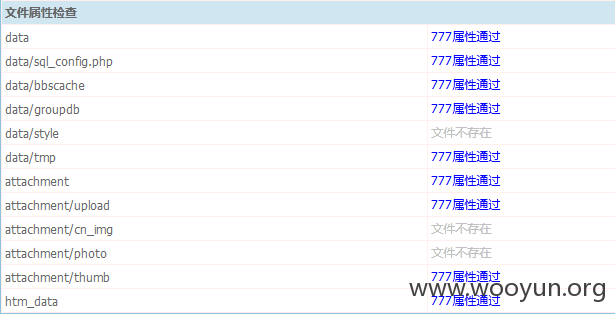 文件属性检查
data 777属性通过
data/sql_config.php 777属性通过
data/bbscache 777属性通过
data/groupdb 777属性通过
data/style 文件不存在
data/tmp 777属性通过
attachment 777属性通过
attachment/upload 777属性通过
attachment/cn_img 文件不存在
attachment/photo 文件不存在
attachment/thumb 777属性通过
www.wooyun.org
htm_data 777属性通过